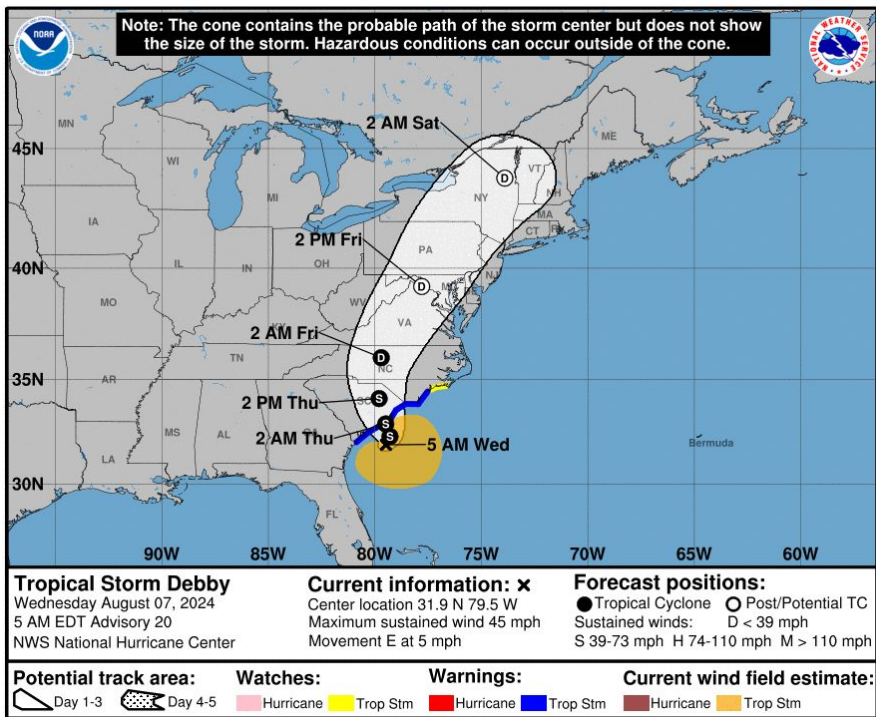 Note: The cone contains the probable path of the storm center but does not show
the size of the storm. Hazardous conditions can occur outside of the cone.
NOAA
NATIONAL WEATHER SERVICE
MN
WI
MI
IA
IL
IN
OH
MO
WV
VA
PA
NY
VT
NH
ME
MA
CT
NJ
TN
NC
AR
SC
MS
AL
LA
FL
2 AM Sat
D
2 PM Fri
D
2 AM Fri
D
2 PM Thu
S
2 AM Thu
S
S
5 AM Wed
Bermuda
45N
40N
35N
30N
90W
85W
80W
75W
70W
65W
60W
Tropical Storm Debby
Wednesday August 07, 2024
5 AM EDT Advisory 20
NWS National Hurricane Center
Current information: x
Center location 31.9 N 79.5 W
Maximum sustained wind 45 mph
Movement E at 5 mph
Forecast positions:
Tropical Cyclone Post/Potential TC
Sustained winds: D < 39 mph
S 39-73 mph H 74-110 mph M > 110 mph
Potential track area:
Day 1-3 Day 4-5
Watches:
Hurricane Trop Stm
Warnings:
Hurricane Trop Stm
Current wind field estimate:
Hurricane Trop Stm